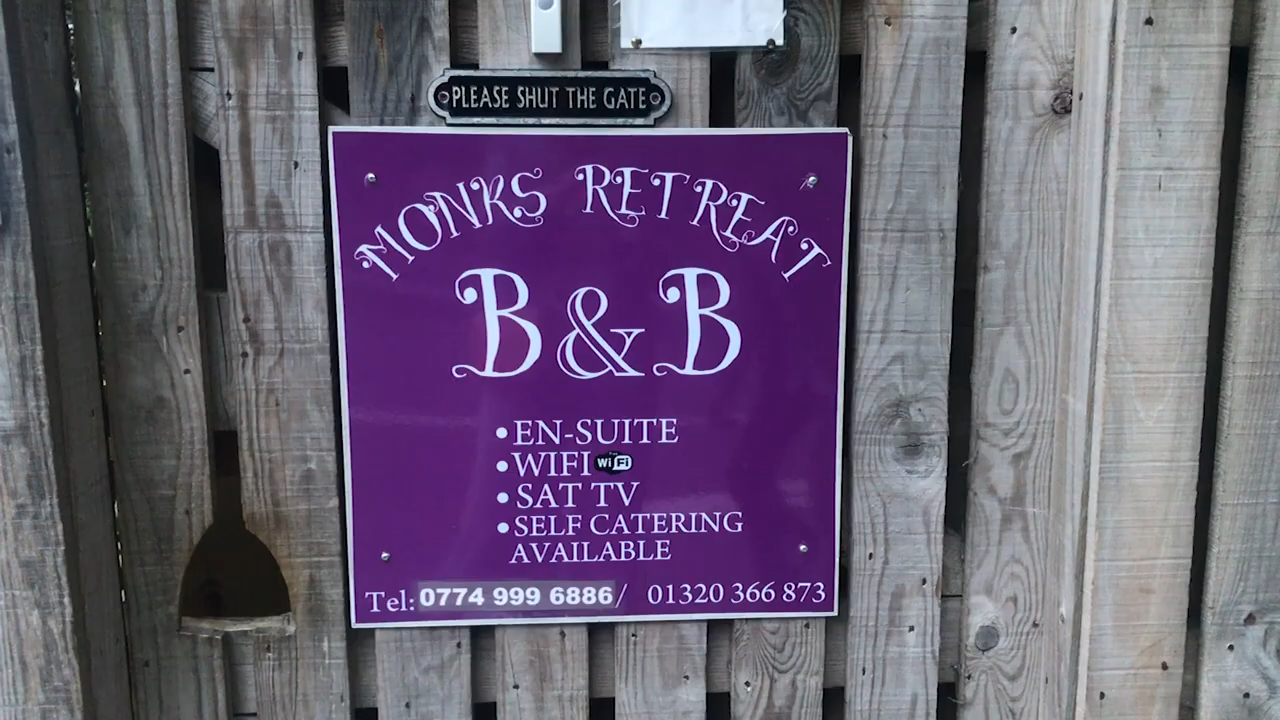 PLEASE SHUT THE GATE
MONKS RETREAT
B & B
• EN-SUITE
• WIFI WiFi
• SAT TV
• SELF CATERING
AVAILABLE
Tel: 0774 999 6886 / 01320 366 873